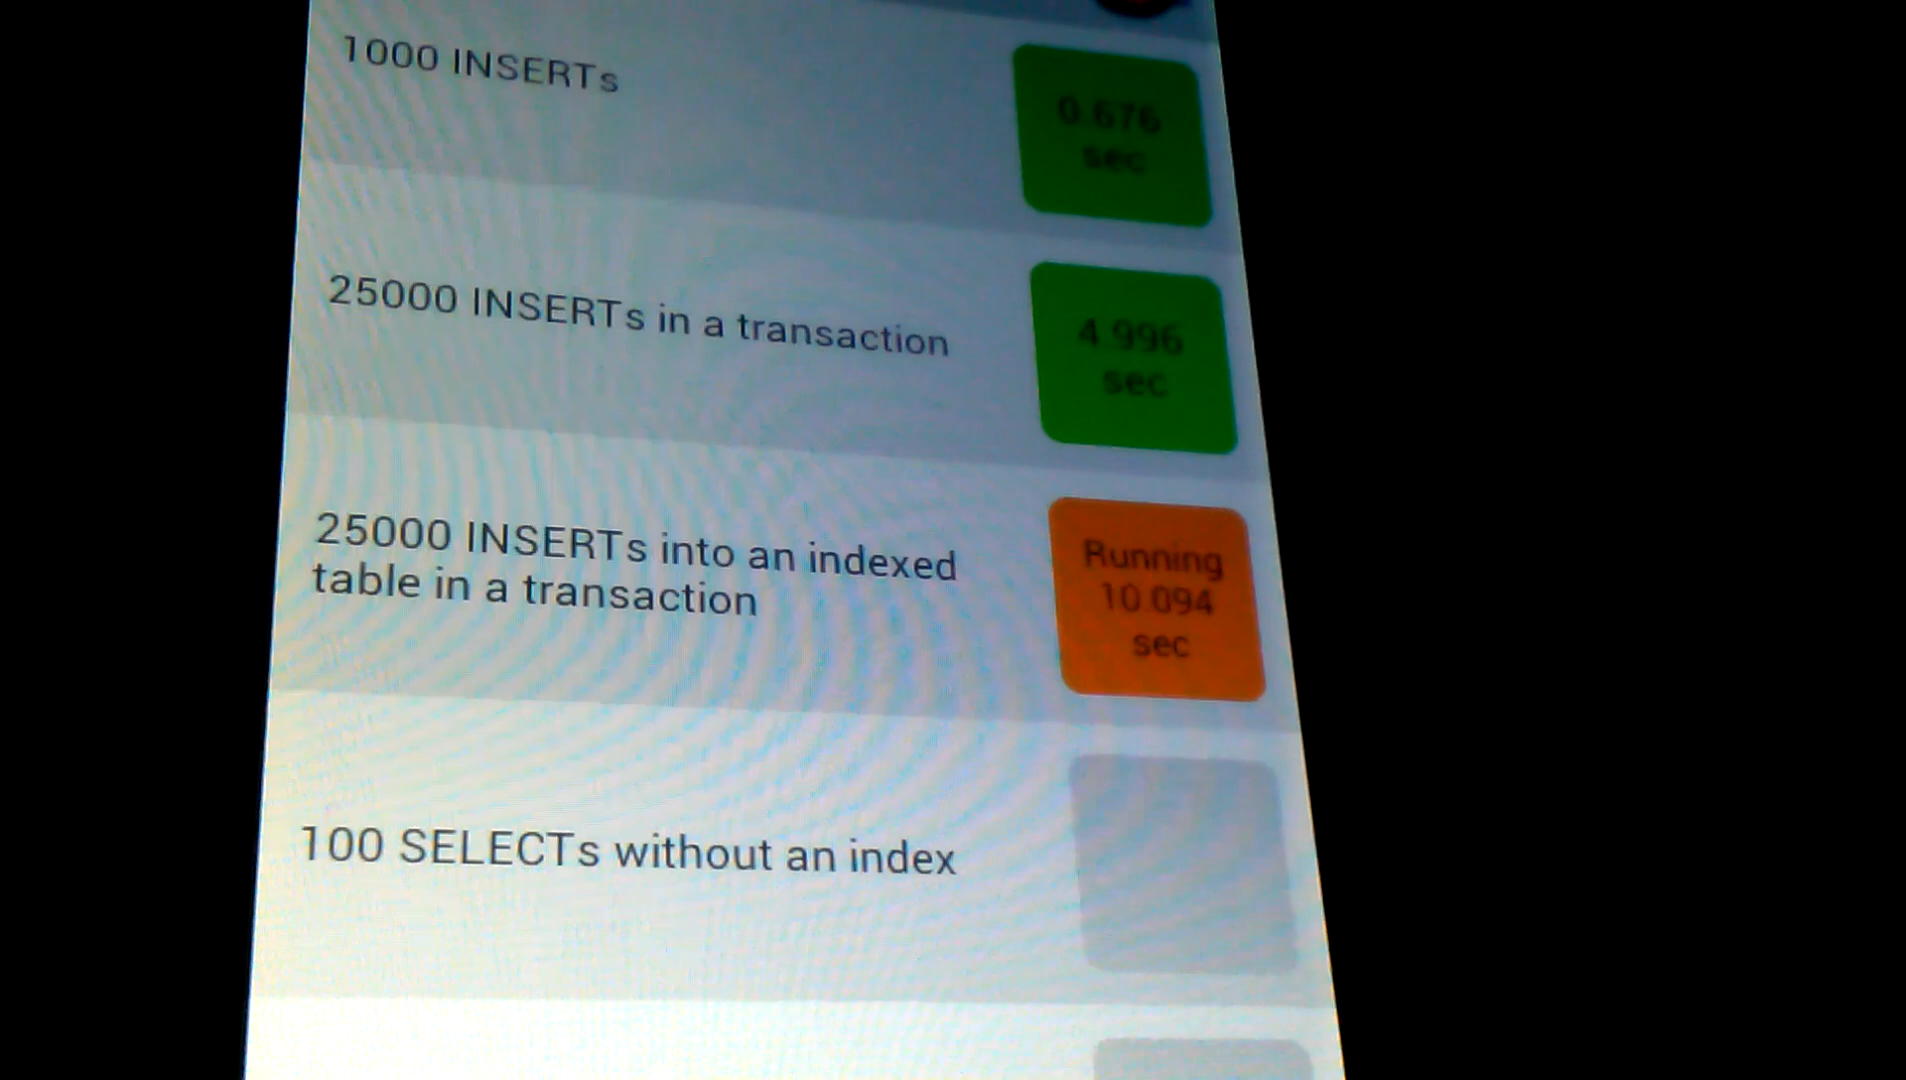 1000 INSERTs
0.676
sec
25000 INSERTs in a transaction
4.996
sec
25000 INSERTs into an indexed
table in a transaction
Running
10.094
sec
100 SELECTs without an index